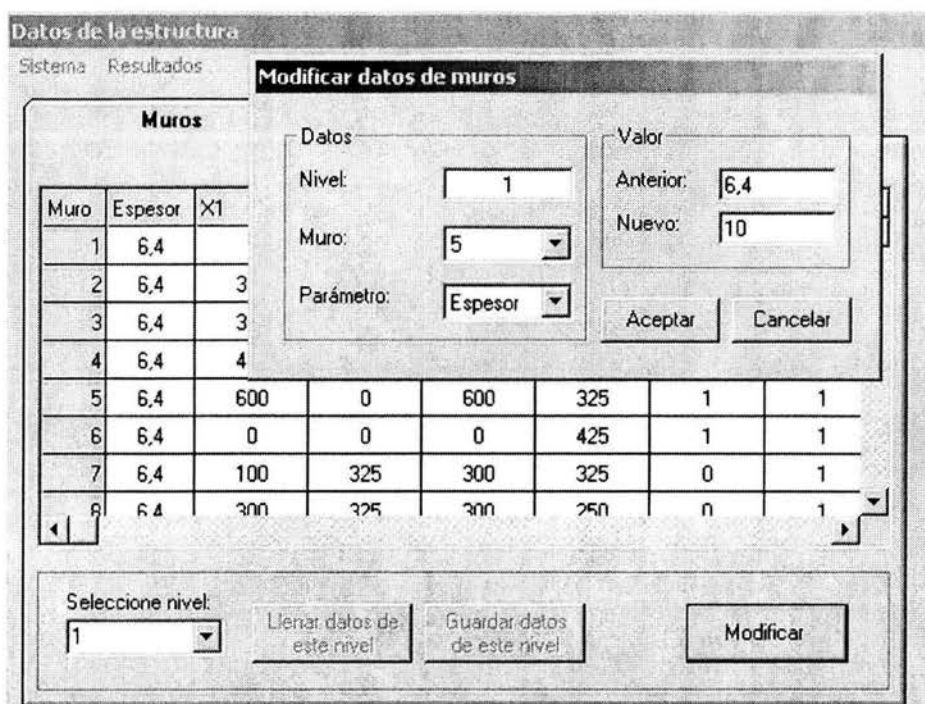 Datos de la estructura
Sistema Resultados
Modificar datos de muros
Muros
Datos
Nivel: 1
Muro: 5
Parámetro: Espesor
Valor
Anterior: 6,4
Nuevo: 10
Aceptar Cancelar
Muro Espesor X1
1 6,4
2 6,4 3
3 6,4 3
4 6,4 4
5 6,4 600 0 600 325 1 1
6 6,4 0 0 0 425 1 1
7 6,4 100 325 300 325 0 1
8 6,4 300 325 300 250 0 1
Seleccione nivel:
1
Llenar datos de
este nivel
Guardar datos
de este nivel
Modificar